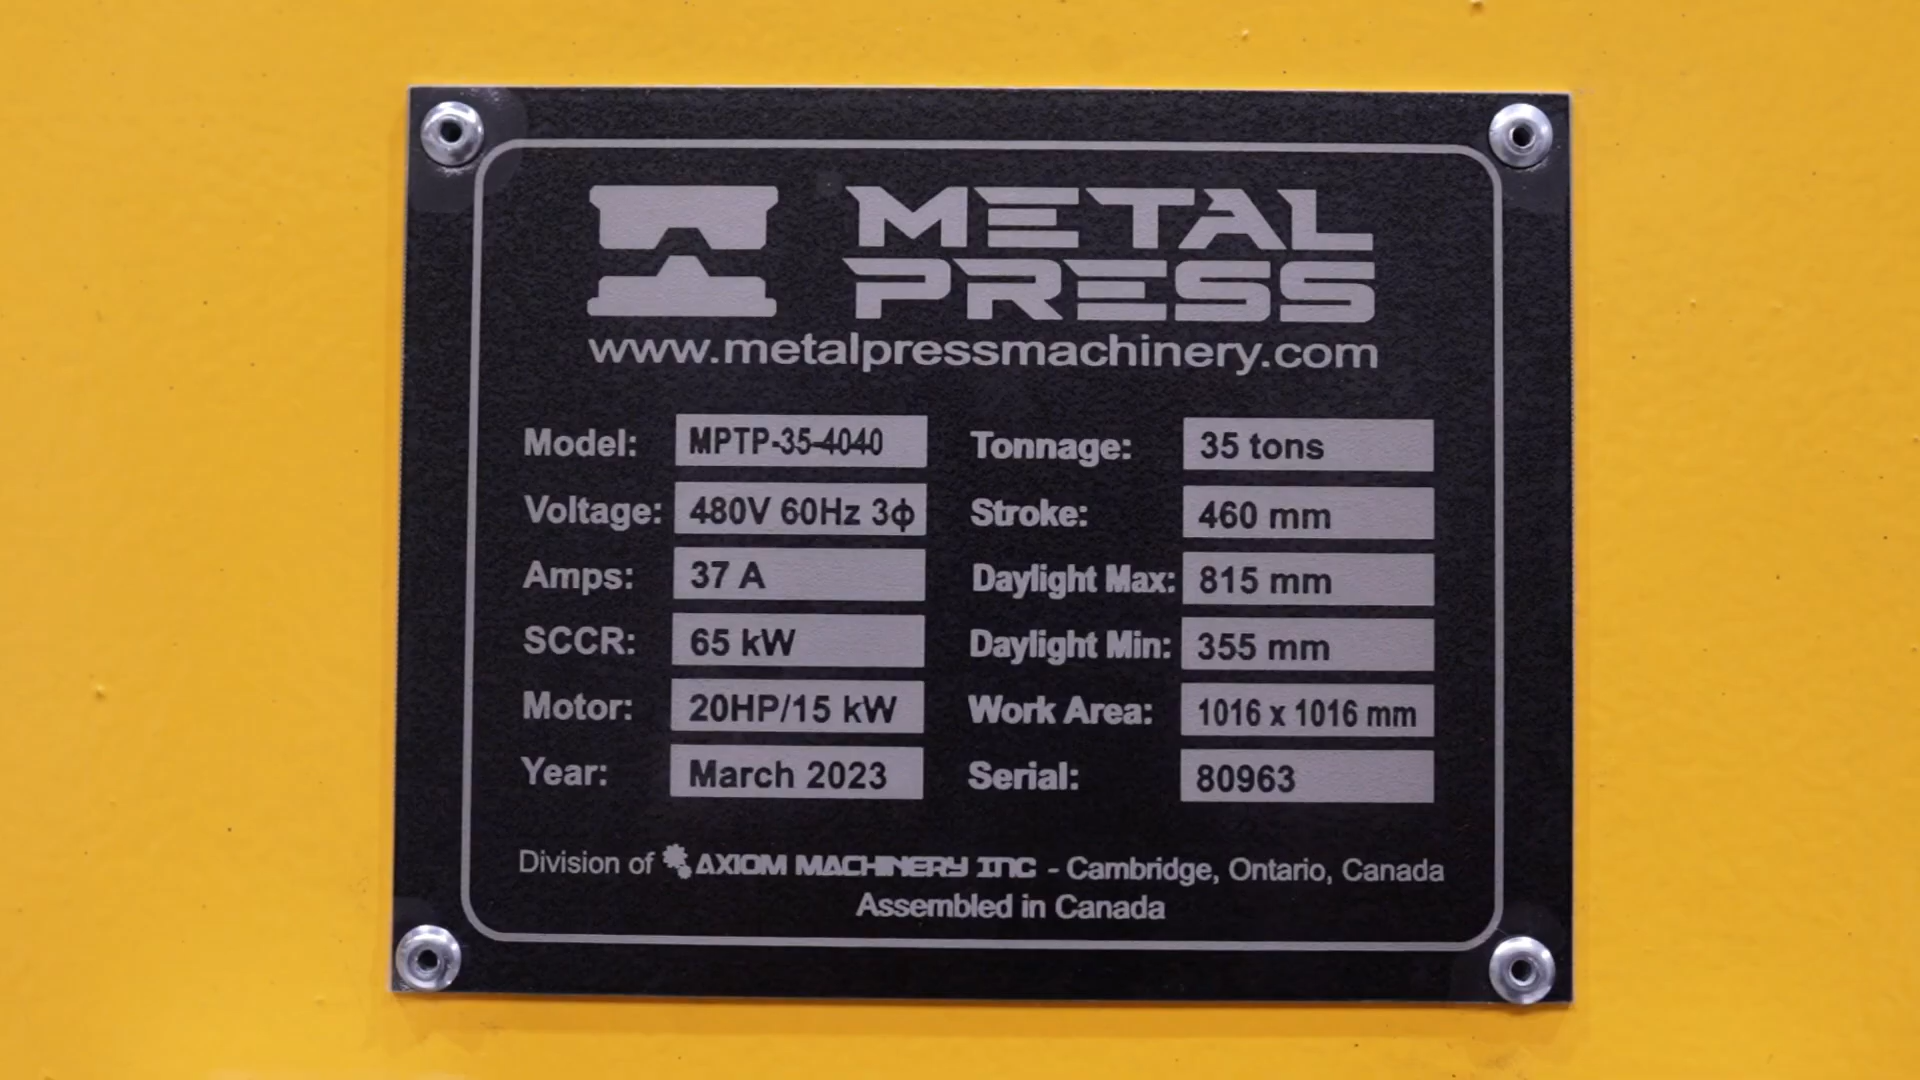 METAL
PRESS
www.metalpressmachinery.com
Model: MPTP-35-4040 Tonnage: 35 tons
Voltage: 480V 60Hz 3ϕ Stroke: 460 mm
Amps: 37 A Daylight Max: 815 mm
SCCR: 65 kW Daylight Min: 355 mm
Motor: 20HP/15 kW Work Area: 1016 x 1016 mm
Year: March 2023 Serial: 80963
Division of AXIOM MACHINERY INC - Cambridge, Ontario, Canada
Assembled in Canada